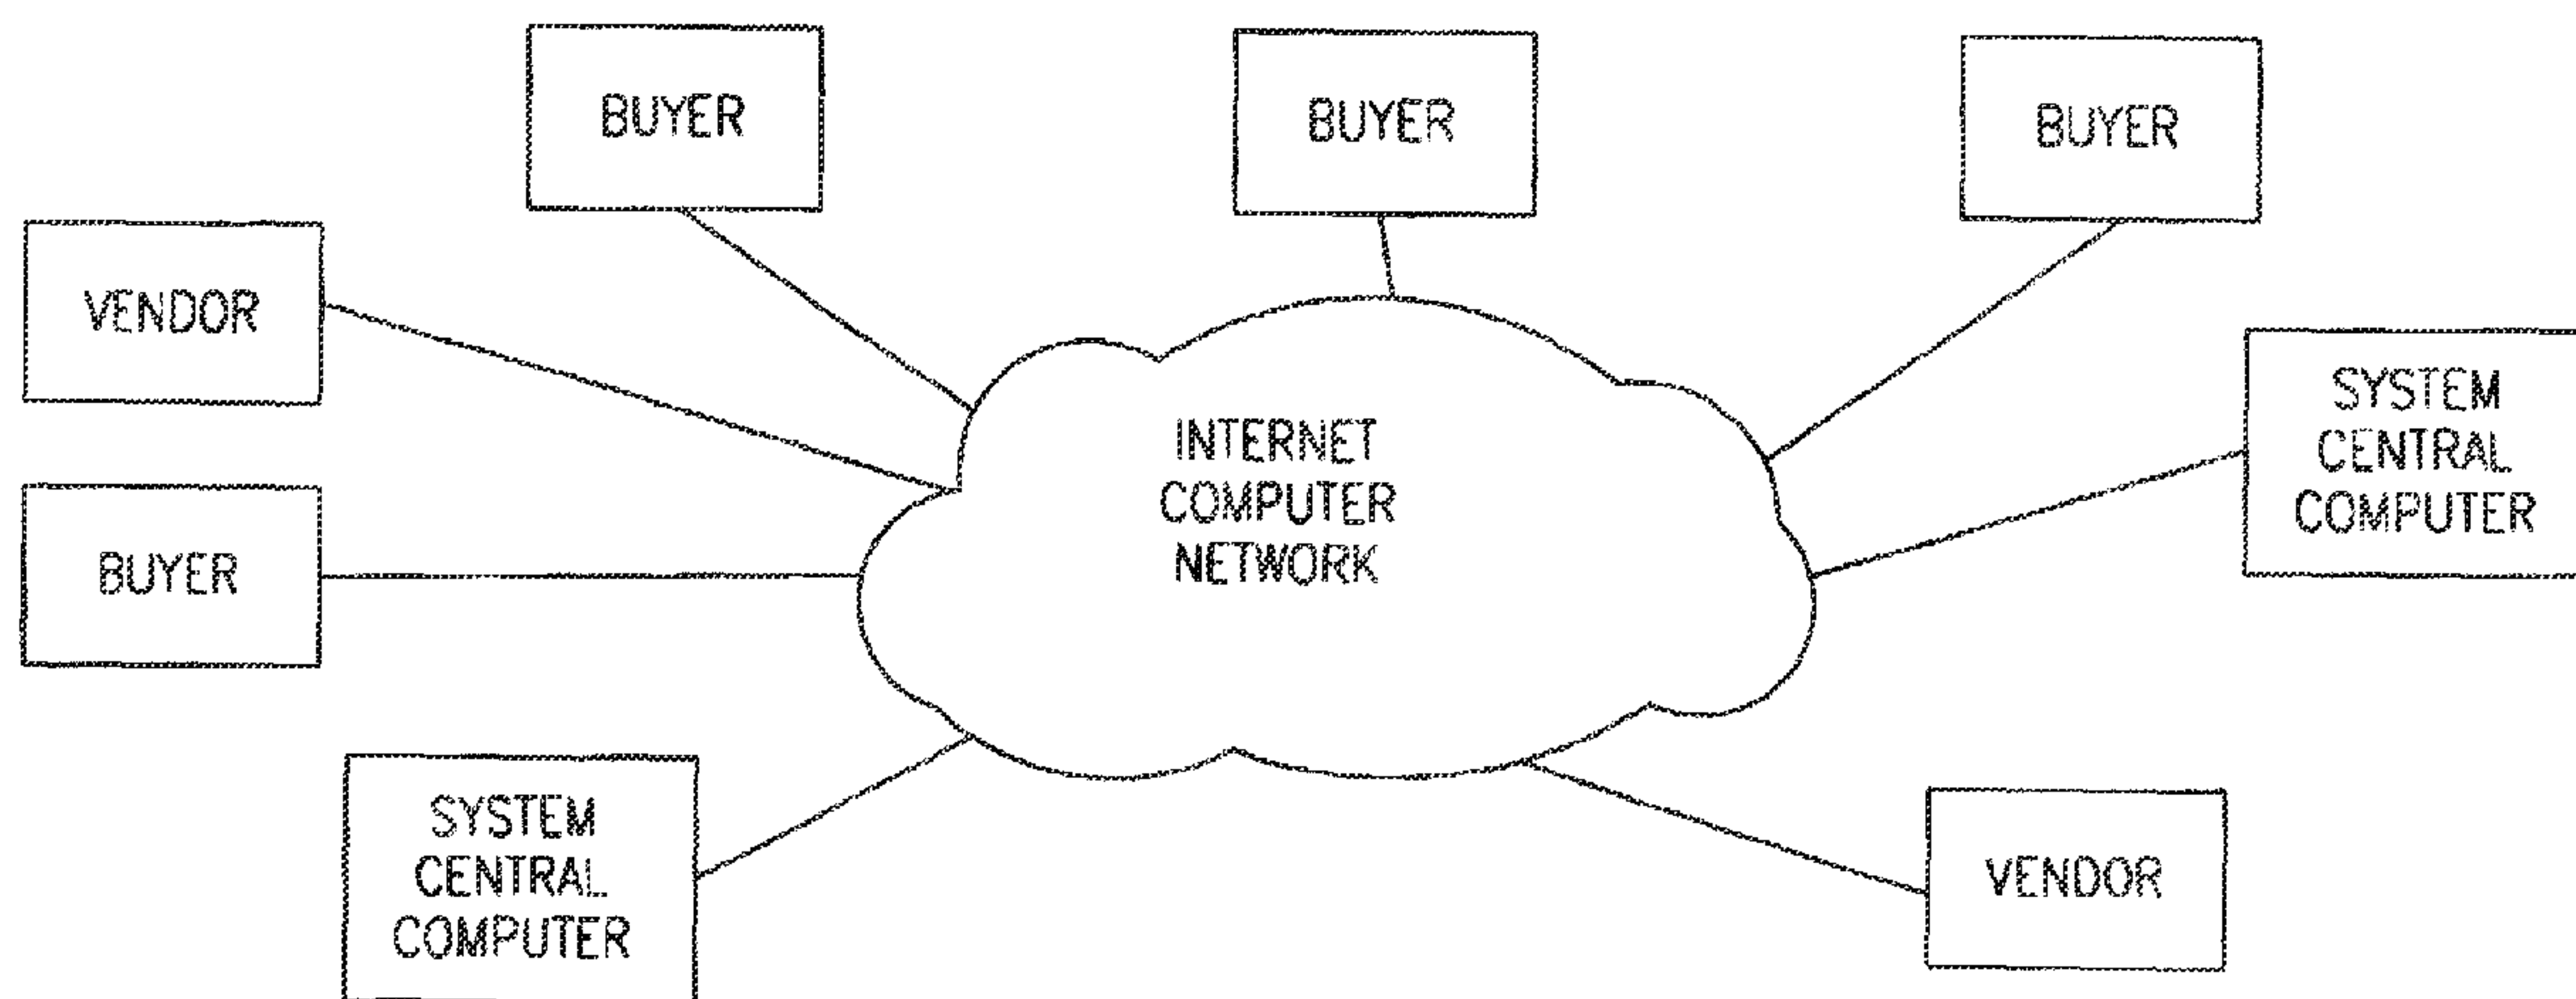 BUYER
BUYER
BUYER
VENDOR
SYSTEM
CENTRAL
COMPUTER
INTERNET
COMPUTER
NETWORK
BUYER
SYSTEM
CENTRAL
COMPUTER
VENDOR